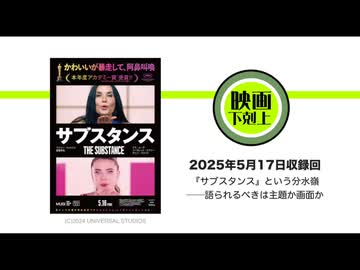 かわいいが暴走して、阿鼻叫喚
本年度アカデミー賞受賞!!
サブスタンス
THE SUBSTANCE
5.16
MUBI
(C)2024 UNIVERSAL STUDIOS
映画
下剋上
2025年5月17日収録回
『サブスタンス』という分水嶺
──語られるべきは主題か画面か